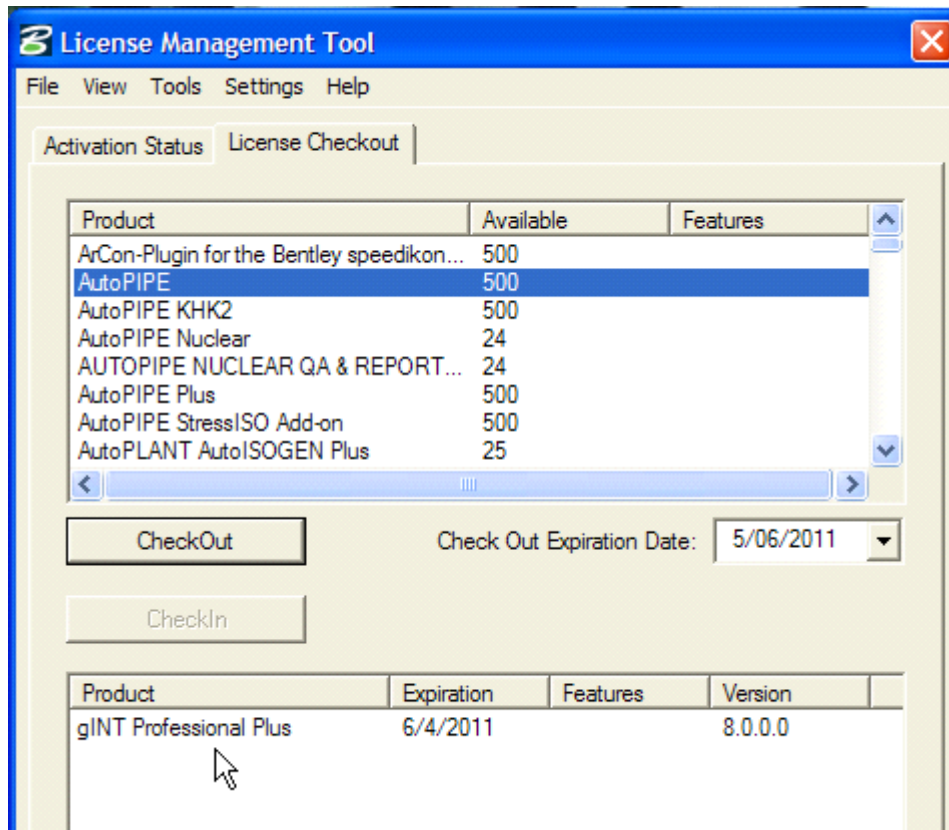 License Management Tool
File View Tools Settings Help
Activation Status License Checkout
Product Available Features
ArCon-Plugin for the Bentley speedikon... 500
AutoPIPE 500
AutoPIPE KHK2 500
AutoPIPE Nuclear 24
AUTOPIPE NUCLEAR QA & REPORT... 24
AutoPIPE Plus 500
AutoPIPE StressISO Add-on 500
AutoPLANT AutoISOGEN Plus 25
CheckOut Check Out Expiration Date: 5/06/2011
CheckIn
Product Expiration Features Version
gINT Professional Plus 6/4/2011 8.0.0.0